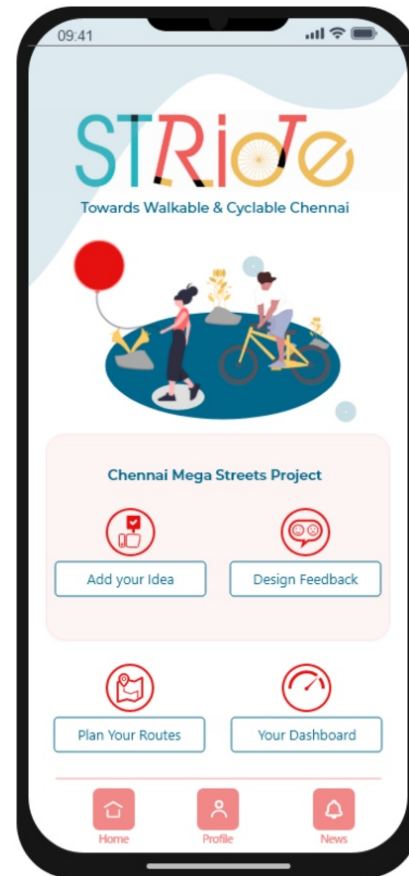 09:41
STRide
Towards Walkable & Cyclable Chennai
Chennai Mega Streets Project
Add your Idea
Design Feedback
Plan Your Routes
Your Dashboard
Home
Profile
News